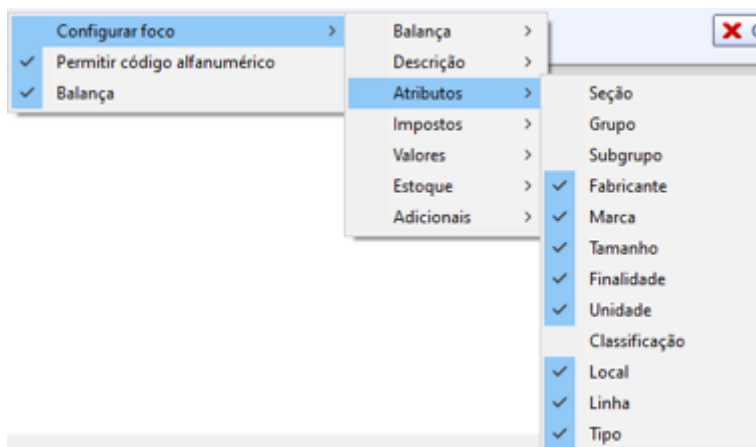 Configurar foco
Permitir código alfanumérico
Balança
Balança
Descrição
Atributos
Impostos
Valores
Estoque
Adicionais
Seção
Grupo
Subgrupo
Fabricante
Marca
Tamanho
Finalidade
Unidade
Classificação
Local
Linha
Tipo